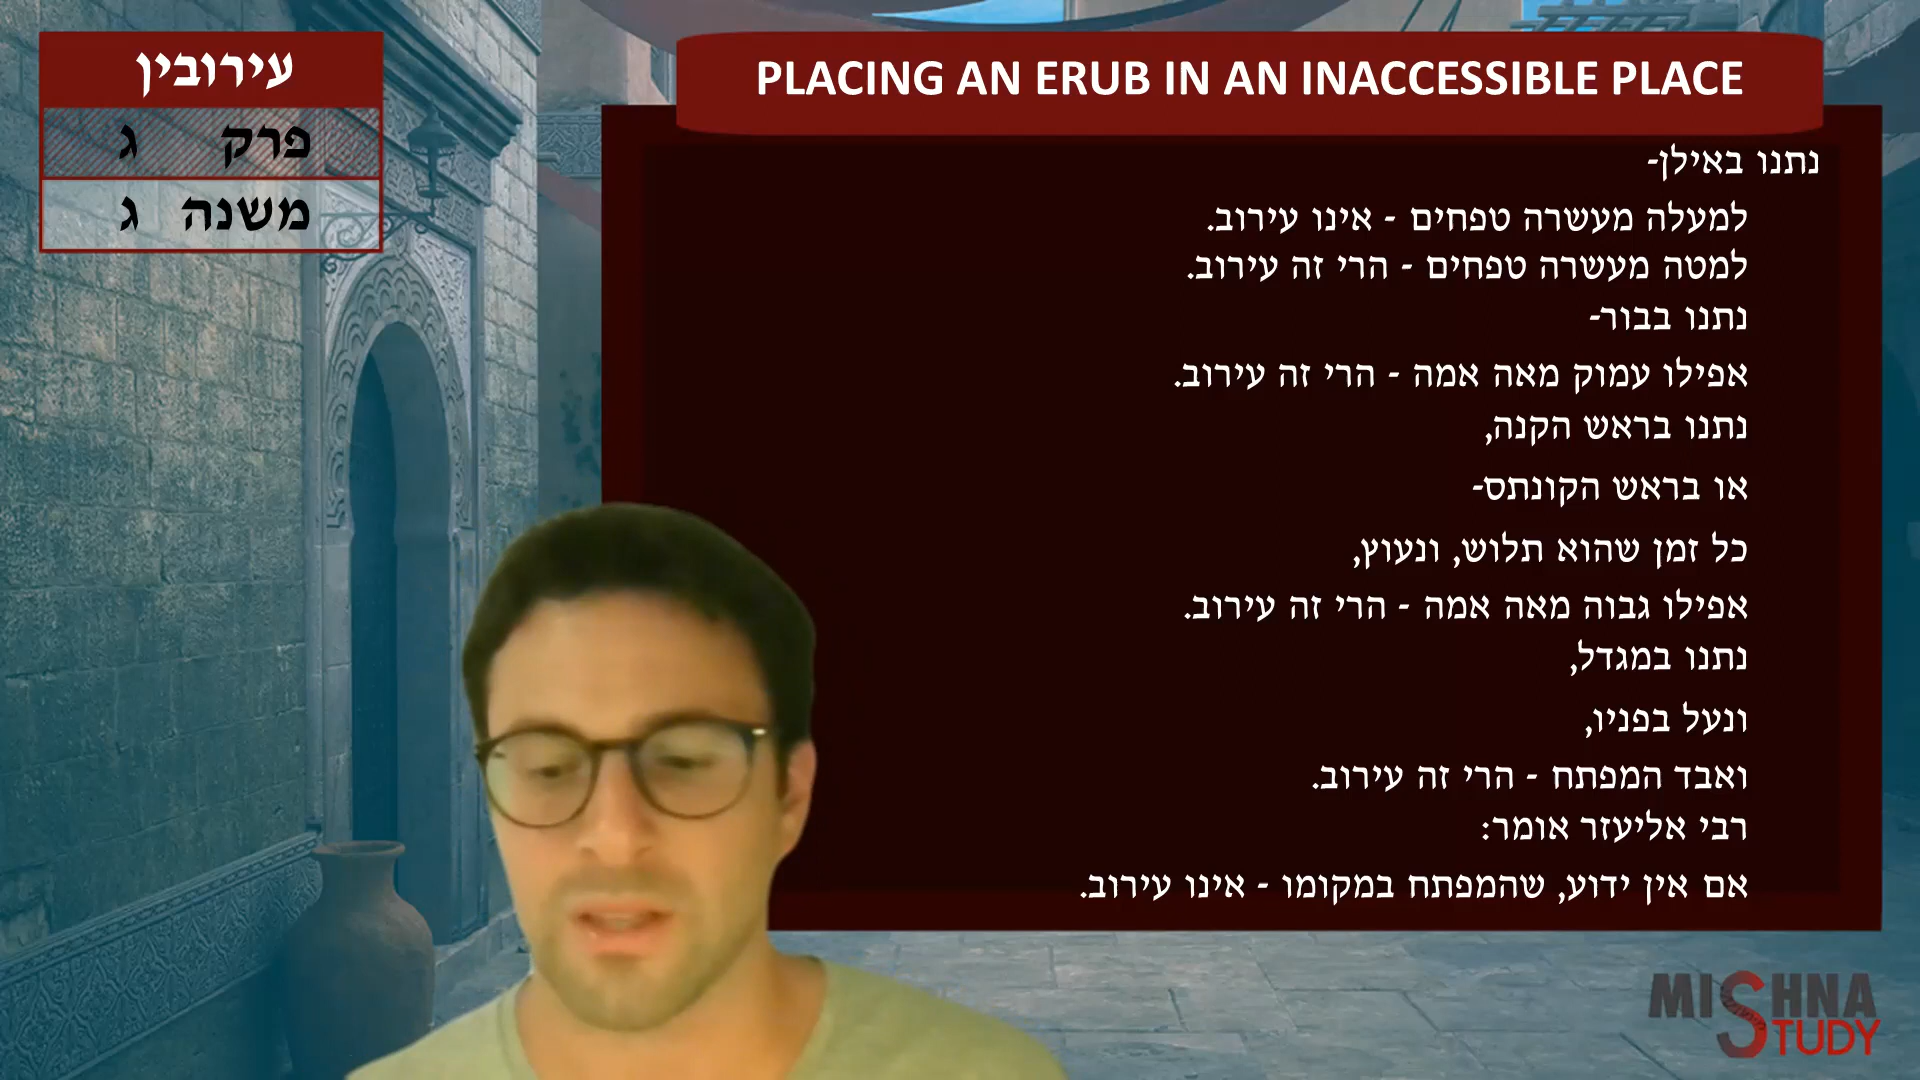 עירובין
פרק ג
משנה ג
PLACING AN ERUB IN AN INACCESSIBLE PLACE
נתנו באילן-
למעלה מעשרה טפחים - אינו עירוב.
למטה מעשרה טפחים - הרי זה עירוב.
נתנו בבור-
אפילו עמוק מאה אמה - הרי זה עירוב.
נתנו בראש הקנה,
או בראש הקונתס-
כל זמן שהוא תלוש, ונעוץ,
אפילו גבוה מאה אמה - הרי זה עירוב.
נתנו במגדל,
ונעל בפניו,
ואבד המפתח - הרי זה עירוב.
רבי אליעזר אומר:
אם אין ידוע, שהמפתח במקומו - אינו עירוב.
MISHNA
STUDY